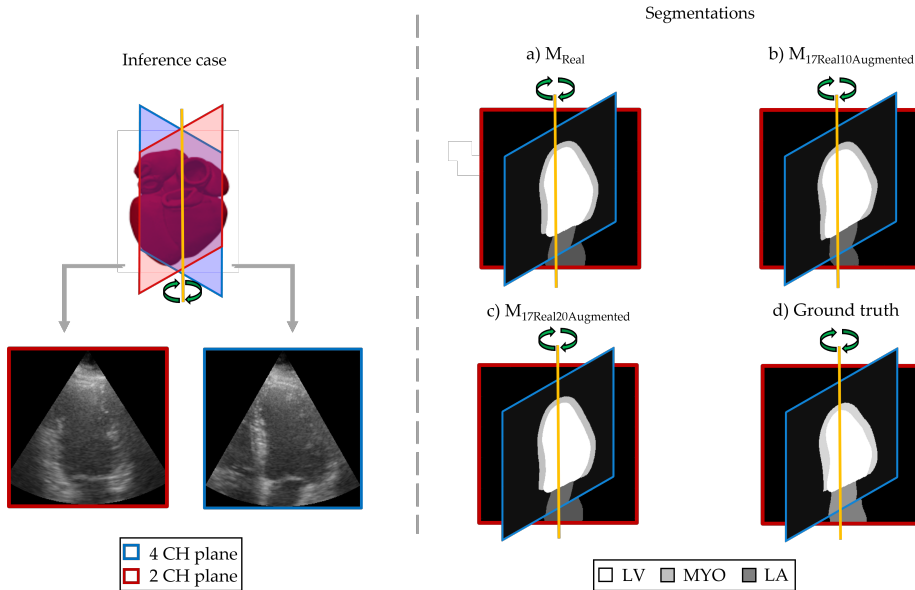 Segmentations
Inference case
a) M_Real
b) M_17Real10Augmented
c) M_17Real20Augmented
d) Ground truth
4 CH plane
2 CH plane
LV MYO LA